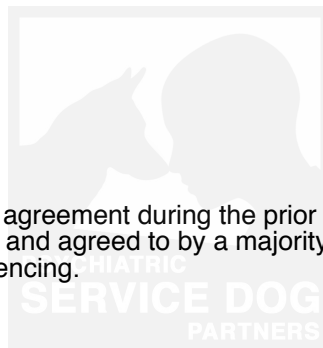 agreement during the prior
and agreed to by a majority
encing.
PSYCHIATRIC
SERVICE DOG
PARTNERS